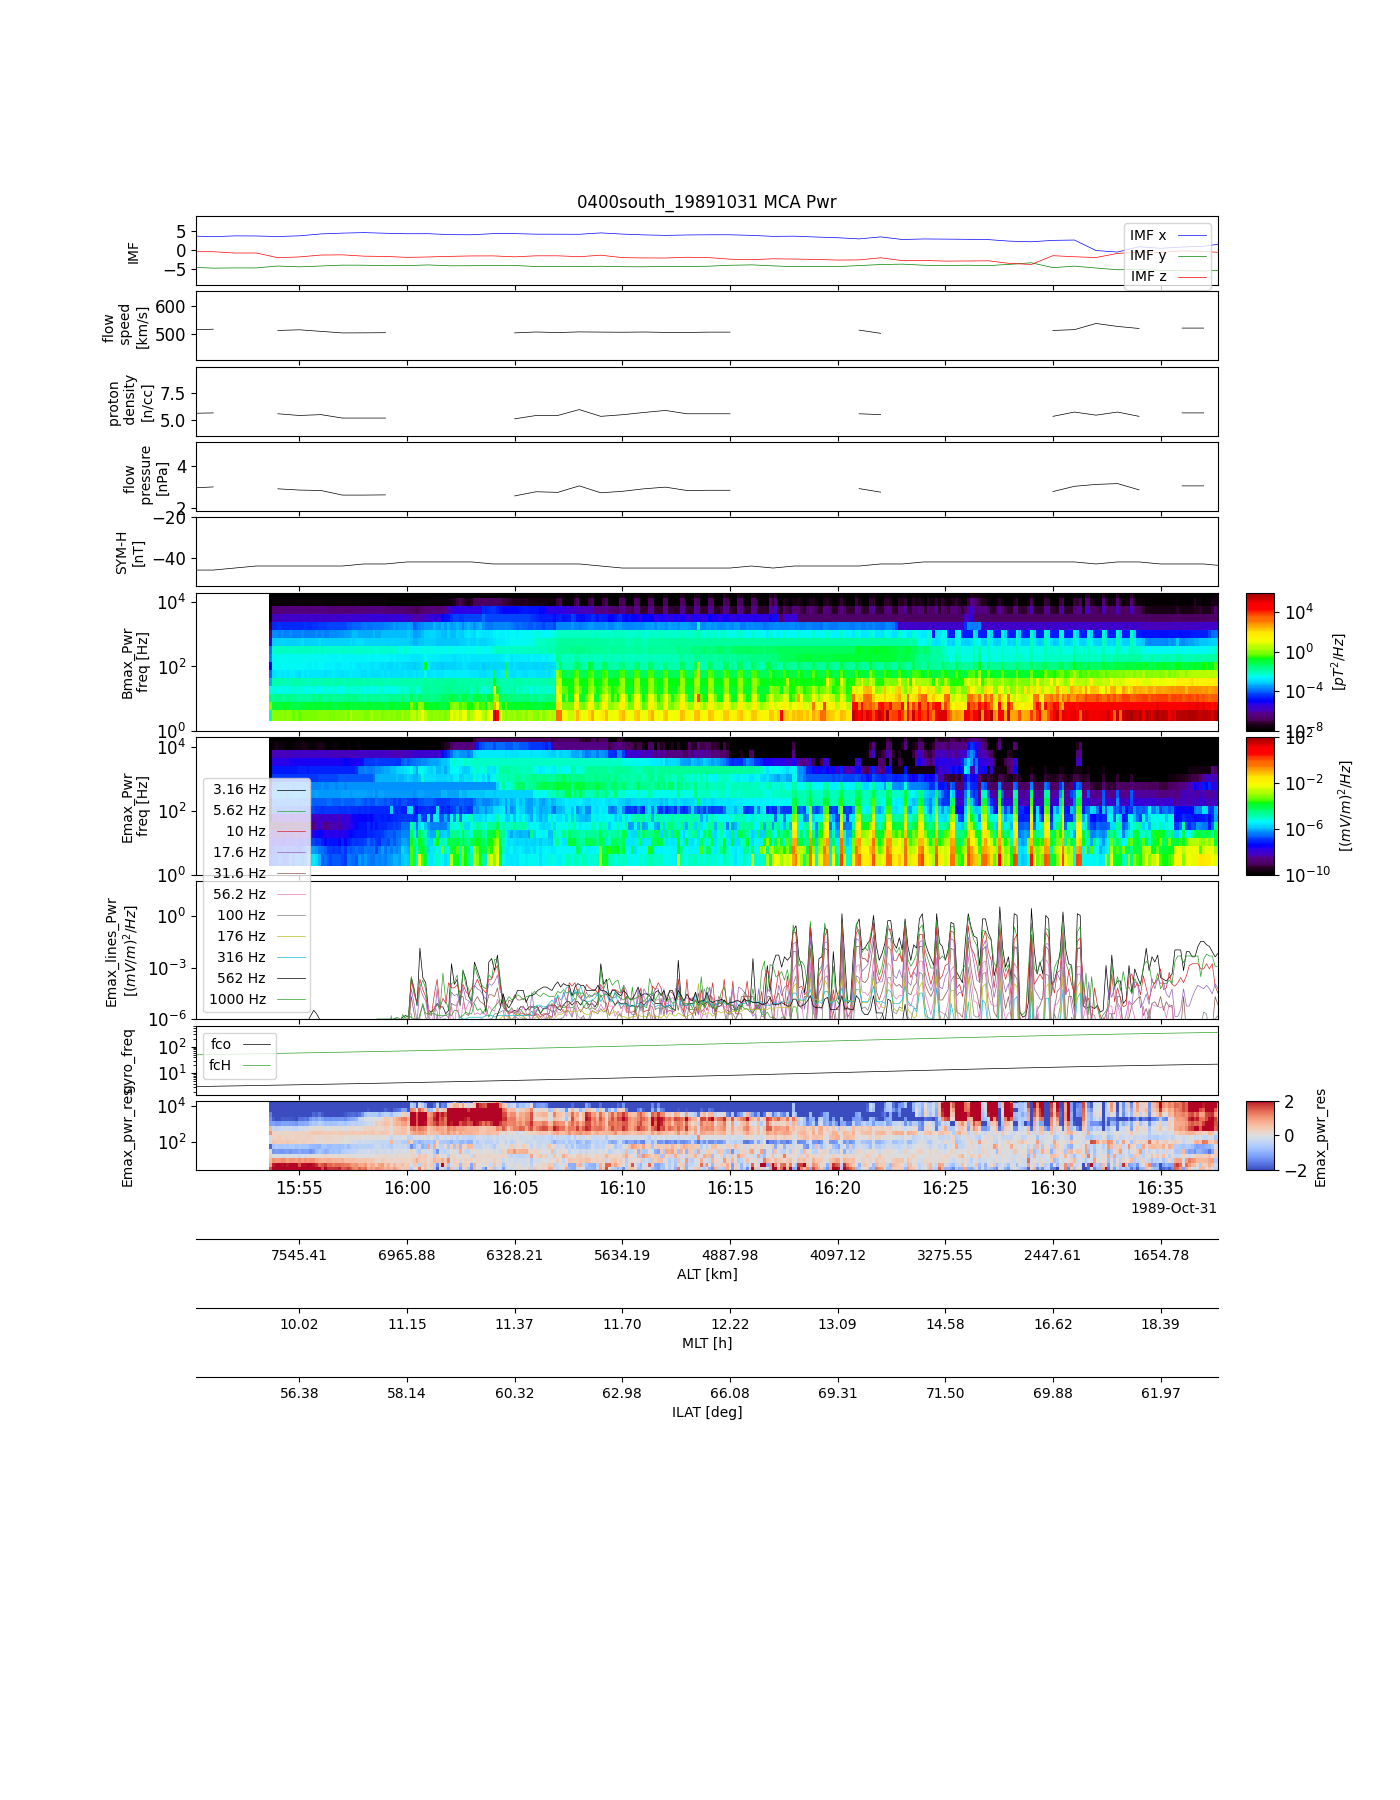 0400south_19891031 MCA Pwr
IMF
5
0
−5
IMF x
IMF y
IMF z
flow
speed
[km/s]
600
500
proton
density
[n/cc]
7.5
5.0
flow
pressure
[nPa]
4
2
SYM-H
[nT]
−20
−40
Bmax_Pwr
freq [Hz]
10^4
10^2
10^0
10^4
10^0
10^−4
10^−8
[pT^2/Hz]
Emax_Pwr
freq [Hz]
10^4
10^2
10^0
10^2
10^−2
10^−6
10^−10
[(mV/m)^2/Hz]
3.16 Hz
5.62 Hz
10 Hz
17.6 Hz
31.6 Hz
56.2 Hz
100 Hz
176 Hz
316 Hz
562 Hz
1000 Hz
Emax_lines_Pwr
[(mV/m)^2/Hz]
10^0
10^−3
10^−6
gyro_freq
10^2
10^1
fco
fcH
Emax_pwr_res
10^4
10^2
2
0
−2
Emax_pwr_res
15:55 16:00 16:05 16:10 16:15 16:20 16:25 16:30 16:35
1989-Oct-31
7545.41 6965.88 6328.21 5634.19 4887.98 4097.12 3275.55 2447.61 1654.78
ALT [km]
10.02 11.15 11.37 11.70 12.22 13.09 14.58 16.62 18.39
MLT [h]
56.38 58.14 60.32 62.98 66.08 69.31 71.50 69.88 61.97
ILAT [deg]